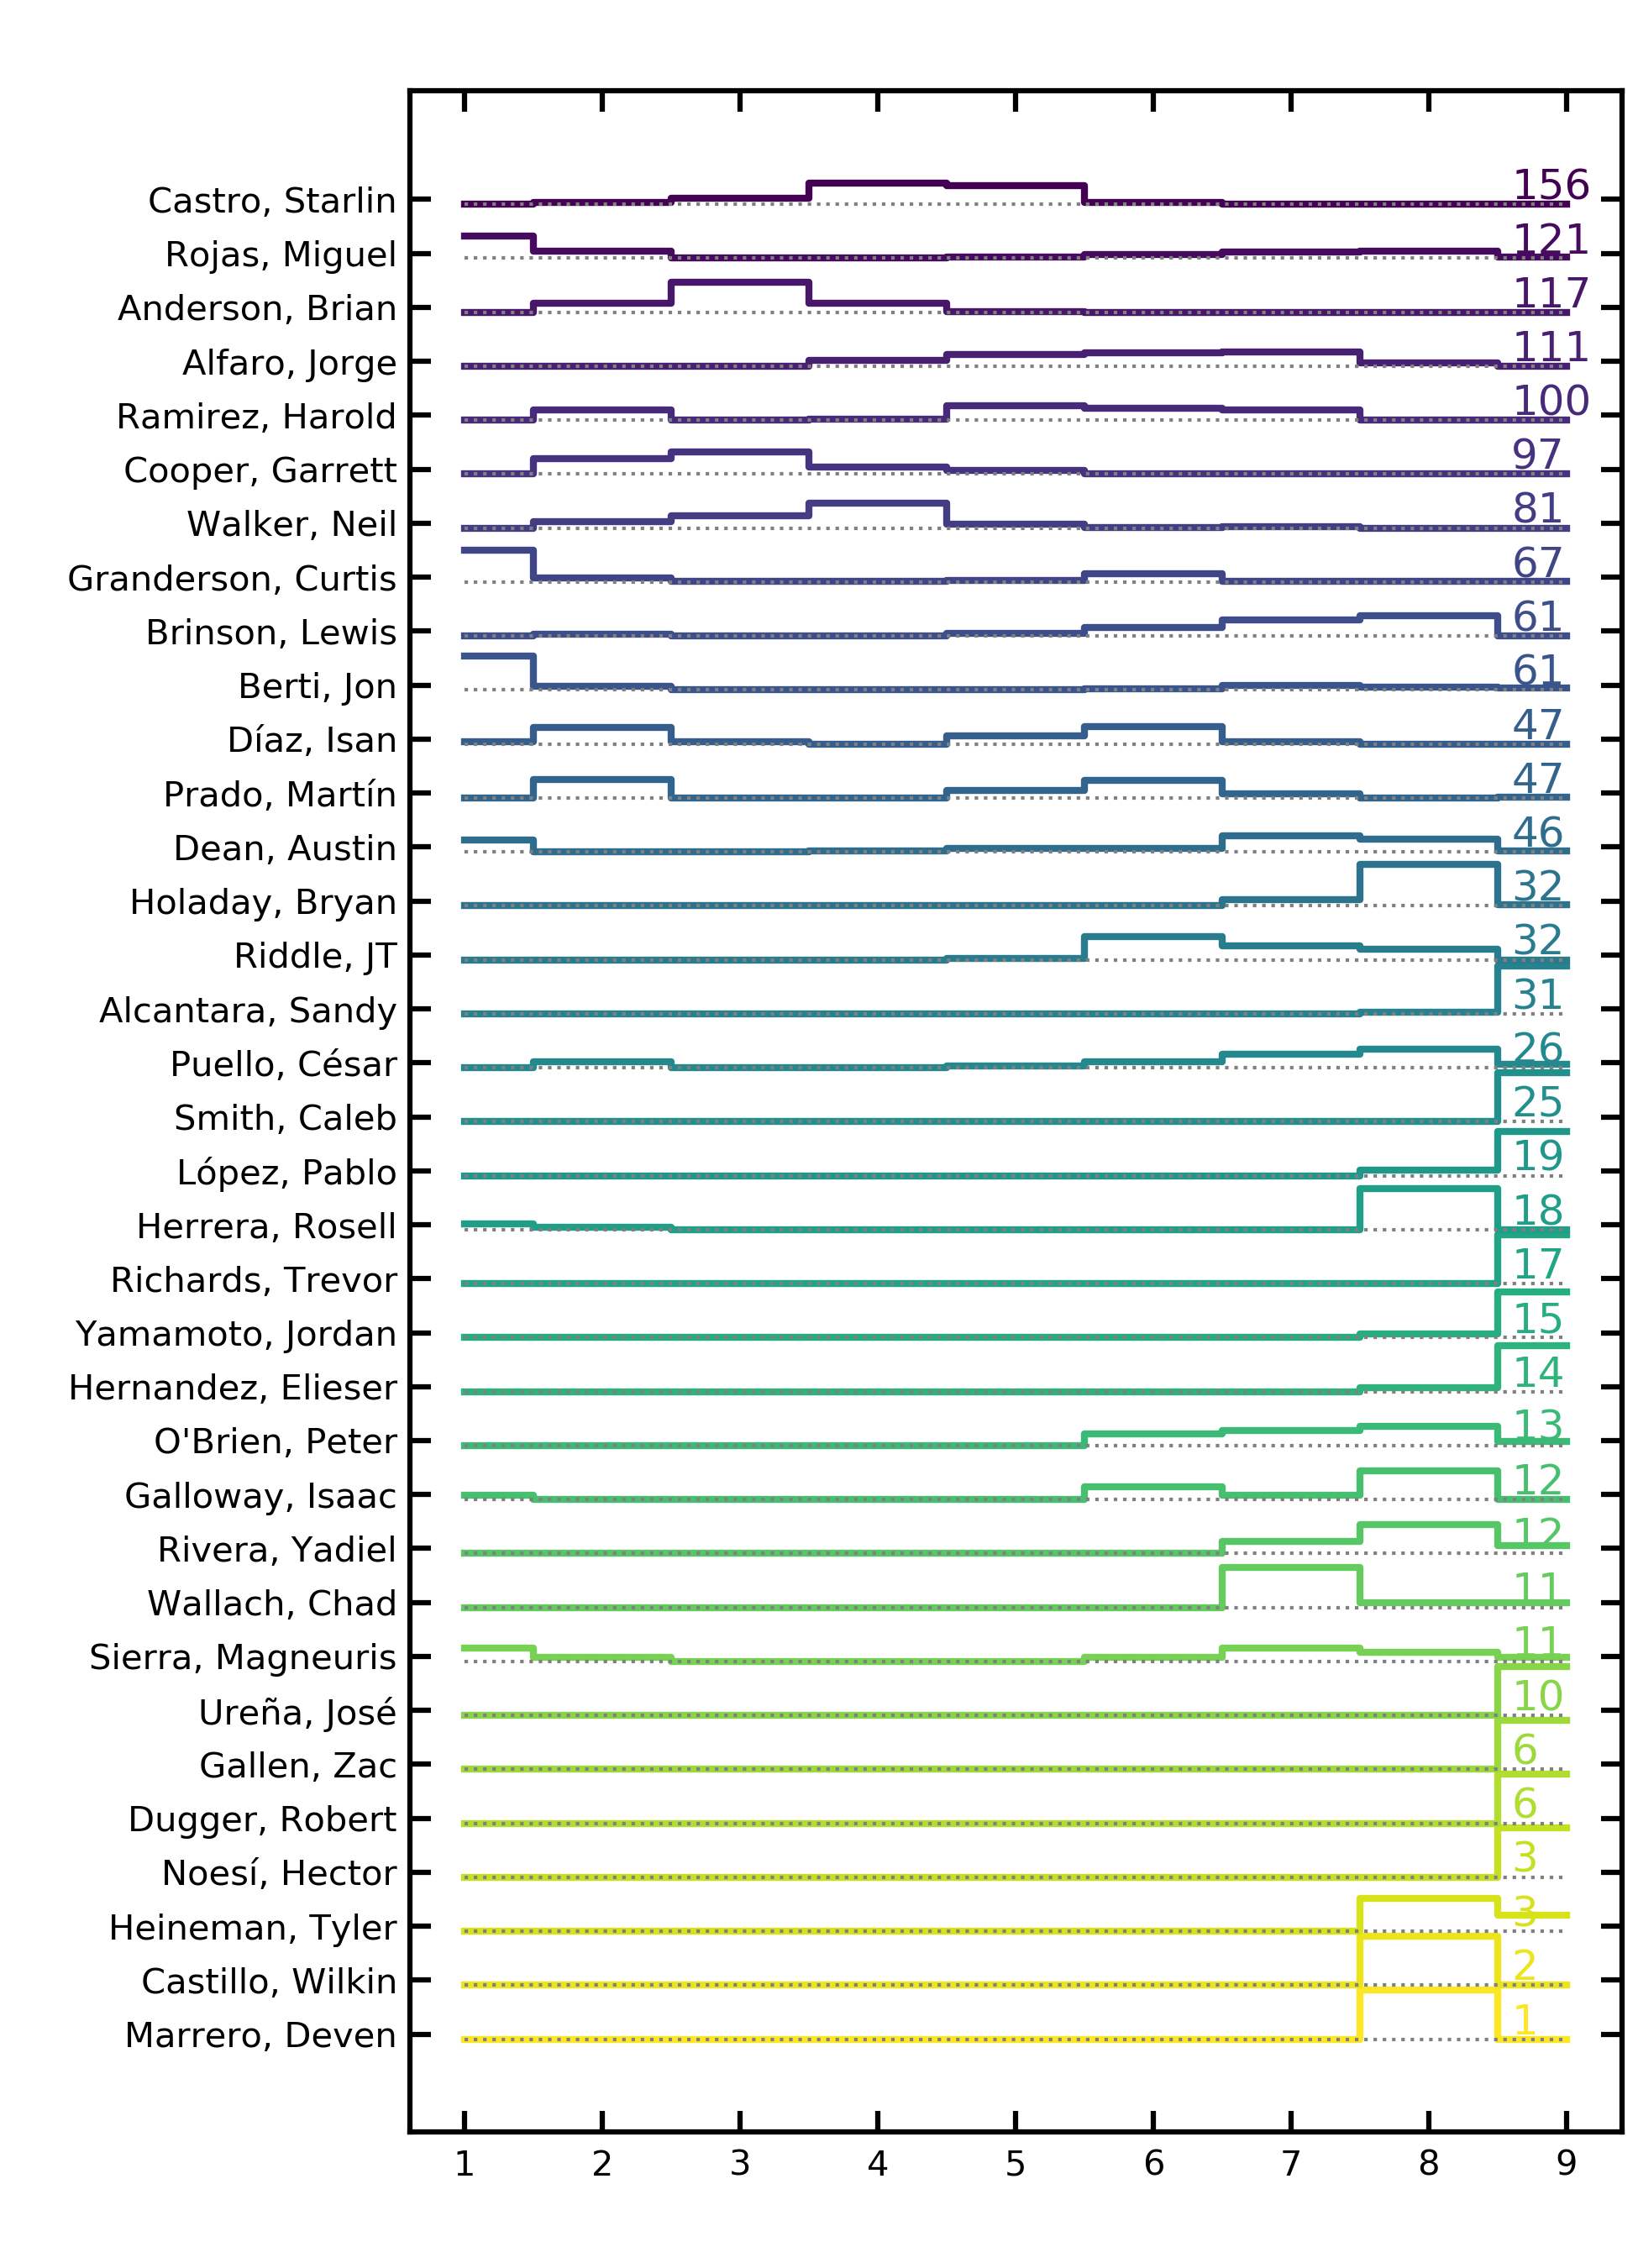 Castro, Starlin 156
Rojas, Miguel 121
Anderson, Brian 117
Alfaro, Jorge 111
Ramirez, Harold 100
Cooper, Garrett 97
Walker, Neil 81
Granderson, Curtis 67
Brinson, Lewis 61
Berti, Jon 61
Díaz, Isan 47
Prado, Martín 47
Dean, Austin 46
Holaday, Bryan 32
Riddle, JT 32
Alcantara, Sandy 31
Puello, César 26
Smith, Caleb 25
López, Pablo 19
Herrera, Rosell 18
Richards, Trevor 17
Yamamoto, Jordan 15
Hernandez, Elieser 14
O'Brien, Peter 13
Galloway, Isaac 12
Rivera, Yadiel 12
Wallach, Chad 11
Sierra, Magneuris 11
Ureña, José 10
Gallen, Zac 6
Dugger, Robert 6
Noesí, Hector 3
Heineman, Tyler 3
Castillo, Wilkin 2
Marrero, Deven 1
1 2 3 4 5 6 7 8 9